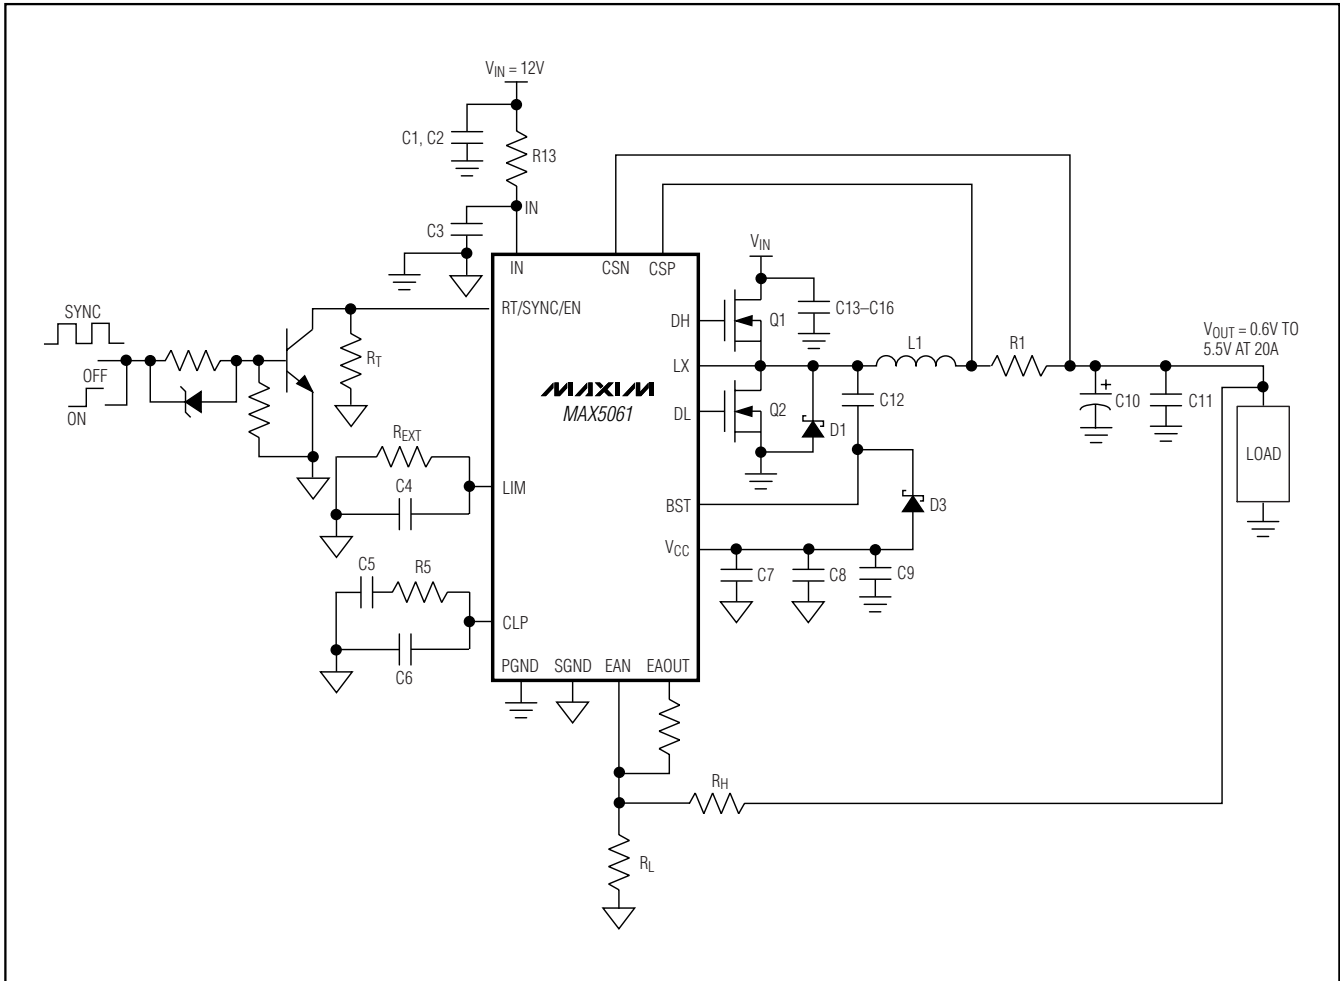 VIN = 12V
C1, C2
R13
IN
C3
IN
CSN
CSP
VIN
SYNC
RT/SYNC/EN
DH
Q1
C13–C16
VOUT = 0.6V TO
5.5V AT 20A
RT
L1
R1
LX
OFF
ON
MAXIM
MAX5061
DL
Q2
D1
C12
C10
+
C11
REXT
C4
LIM
LOAD
BST
D3
VCC
C7
C8
C9
C5
R5
CLP
C6
PGND
SGND
EAN
EAOUT
RH
RL